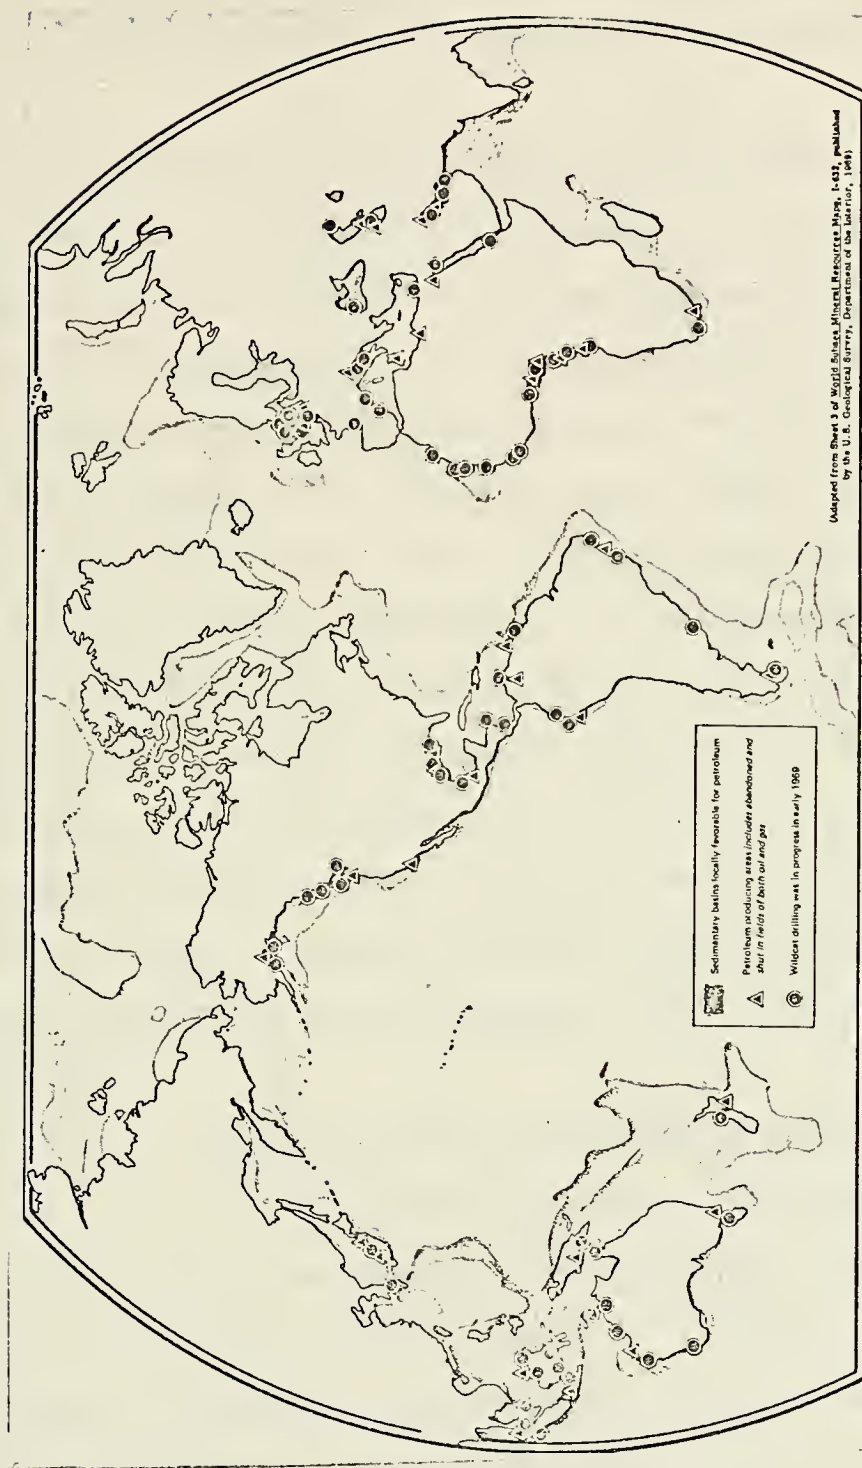 Sedimentary basins locally favorable for petroleum
Petroleum producing areas includes abandoned and
shut in fields of both oil and gas
Wildcat drilling was in progress in early 1969
(Adapted from Sheet 3 of World Subsea Mineral Resources Maps, I-632, published
by the U. S. Geological Survey, Department of the Interior, 1969)